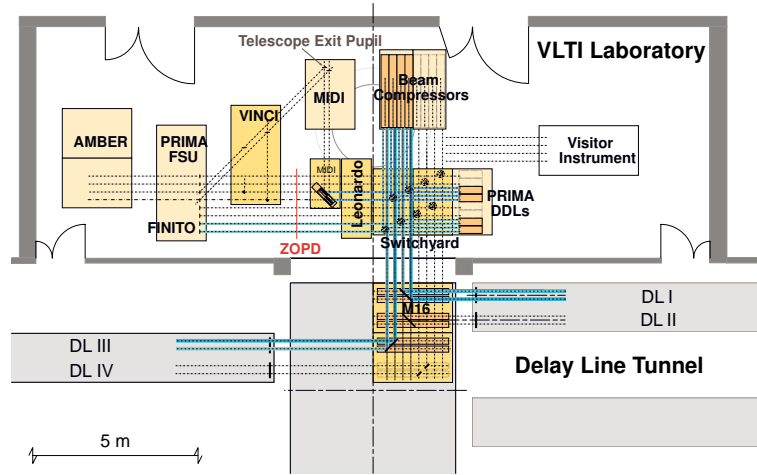 Telescope Exit Pupil
VLTI Laboratory
MIDI
Beam
Compressors
VINCI
AMBER
PRIMA
FSU
Visitor
Instrument
MIDI
Leonardo
PRIMA
DDLs
FINITO
ZOPD
Switchyard
M16
DL I
DL II
DL III
DL IV
Delay Line Tunnel
5 m